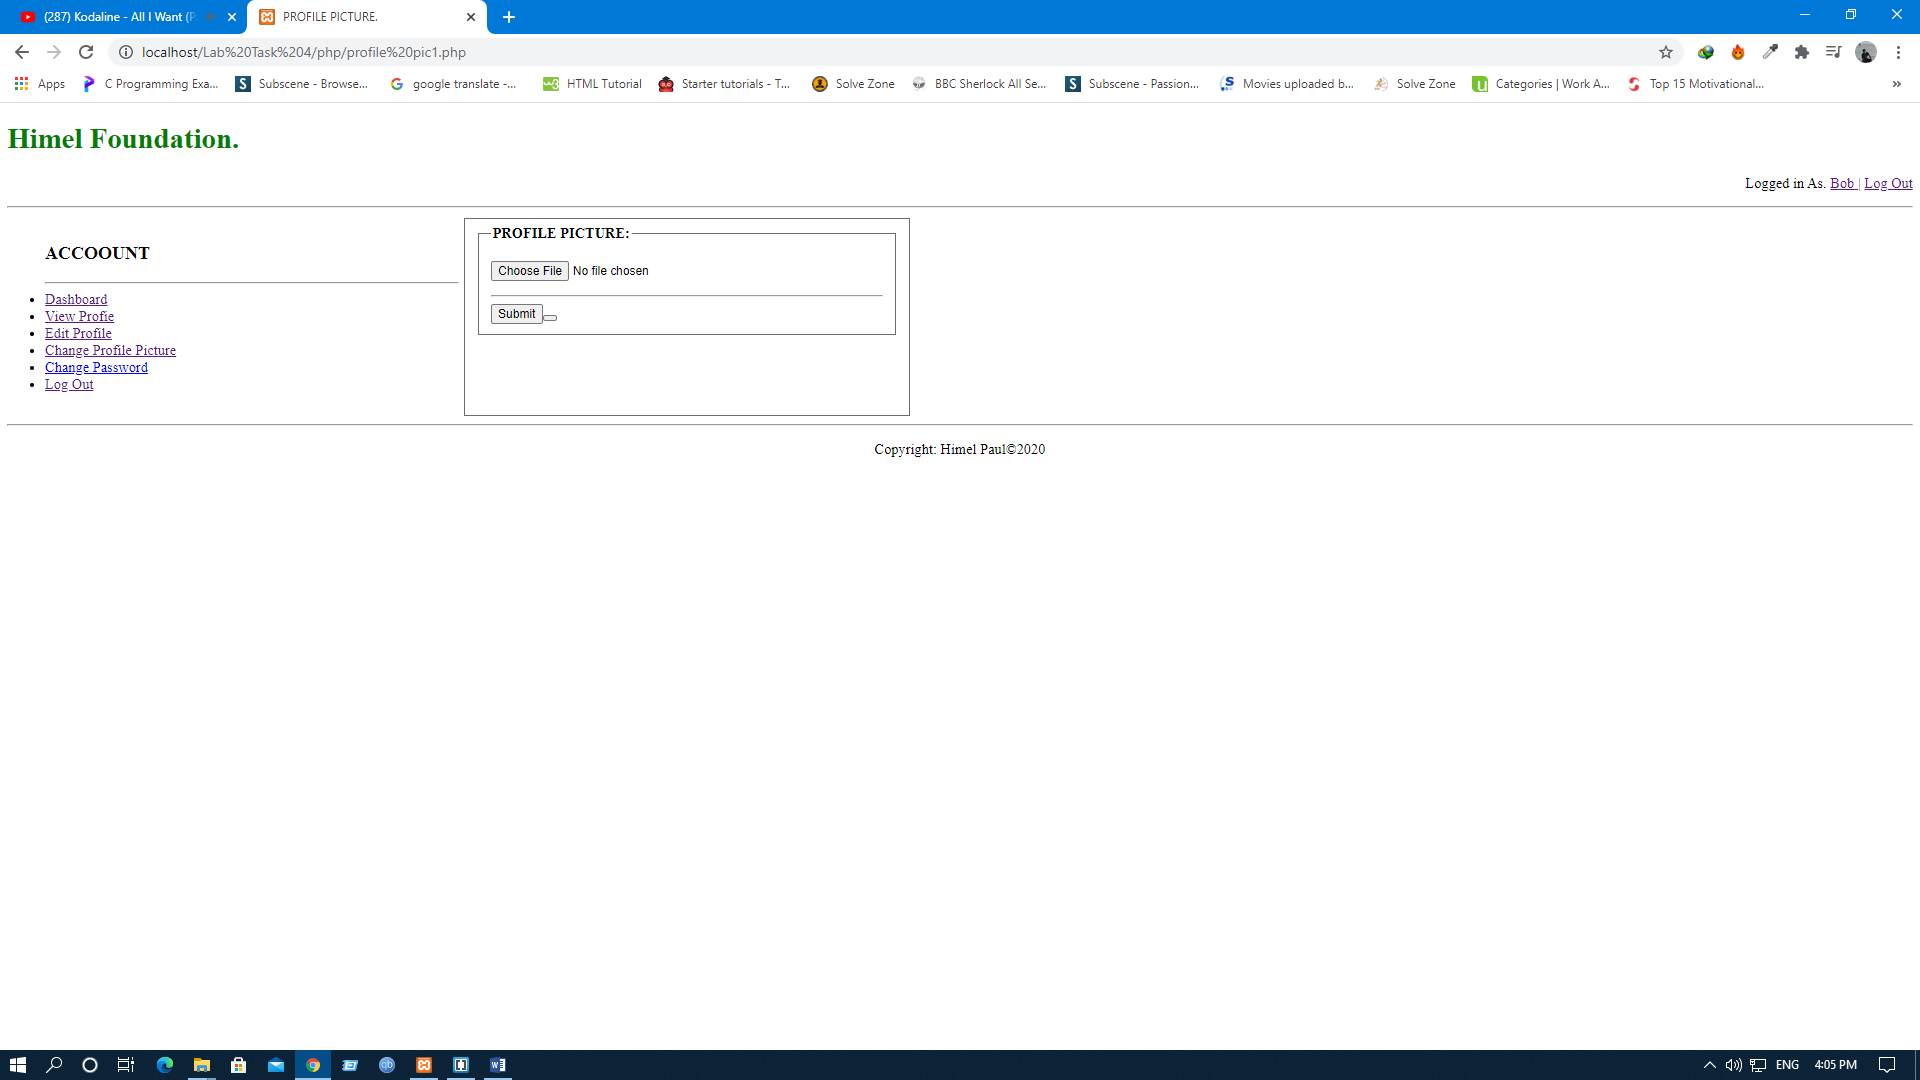 (287) Kodaline - All I Want (P
PROFILE PICTURE.
localhost/Lab%20Task%204/php/profile%20pic1.php
Apps
C Programming Exa...
Subscene - Browse...
google translate -...
HTML Tutorial
Starter tutorials - T...
Solve Zone
BBC Sherlock All Se...
Subscene - Passion...
Movies uploaded b...
Solve Zone
Categories | Work A...
Top 15 Motivational...
»
Himel Foundation.
Logged in As. Bob | Log Out
ACCOOUNT
Dashboard
View Profie
Edit Profile
Change Profile Picture
Change Password
Log Out
PROFILE PICTURE:
Choose File No file chosen
Submit
Copyright: Himel Paul©2020
ENG
4:05 PM